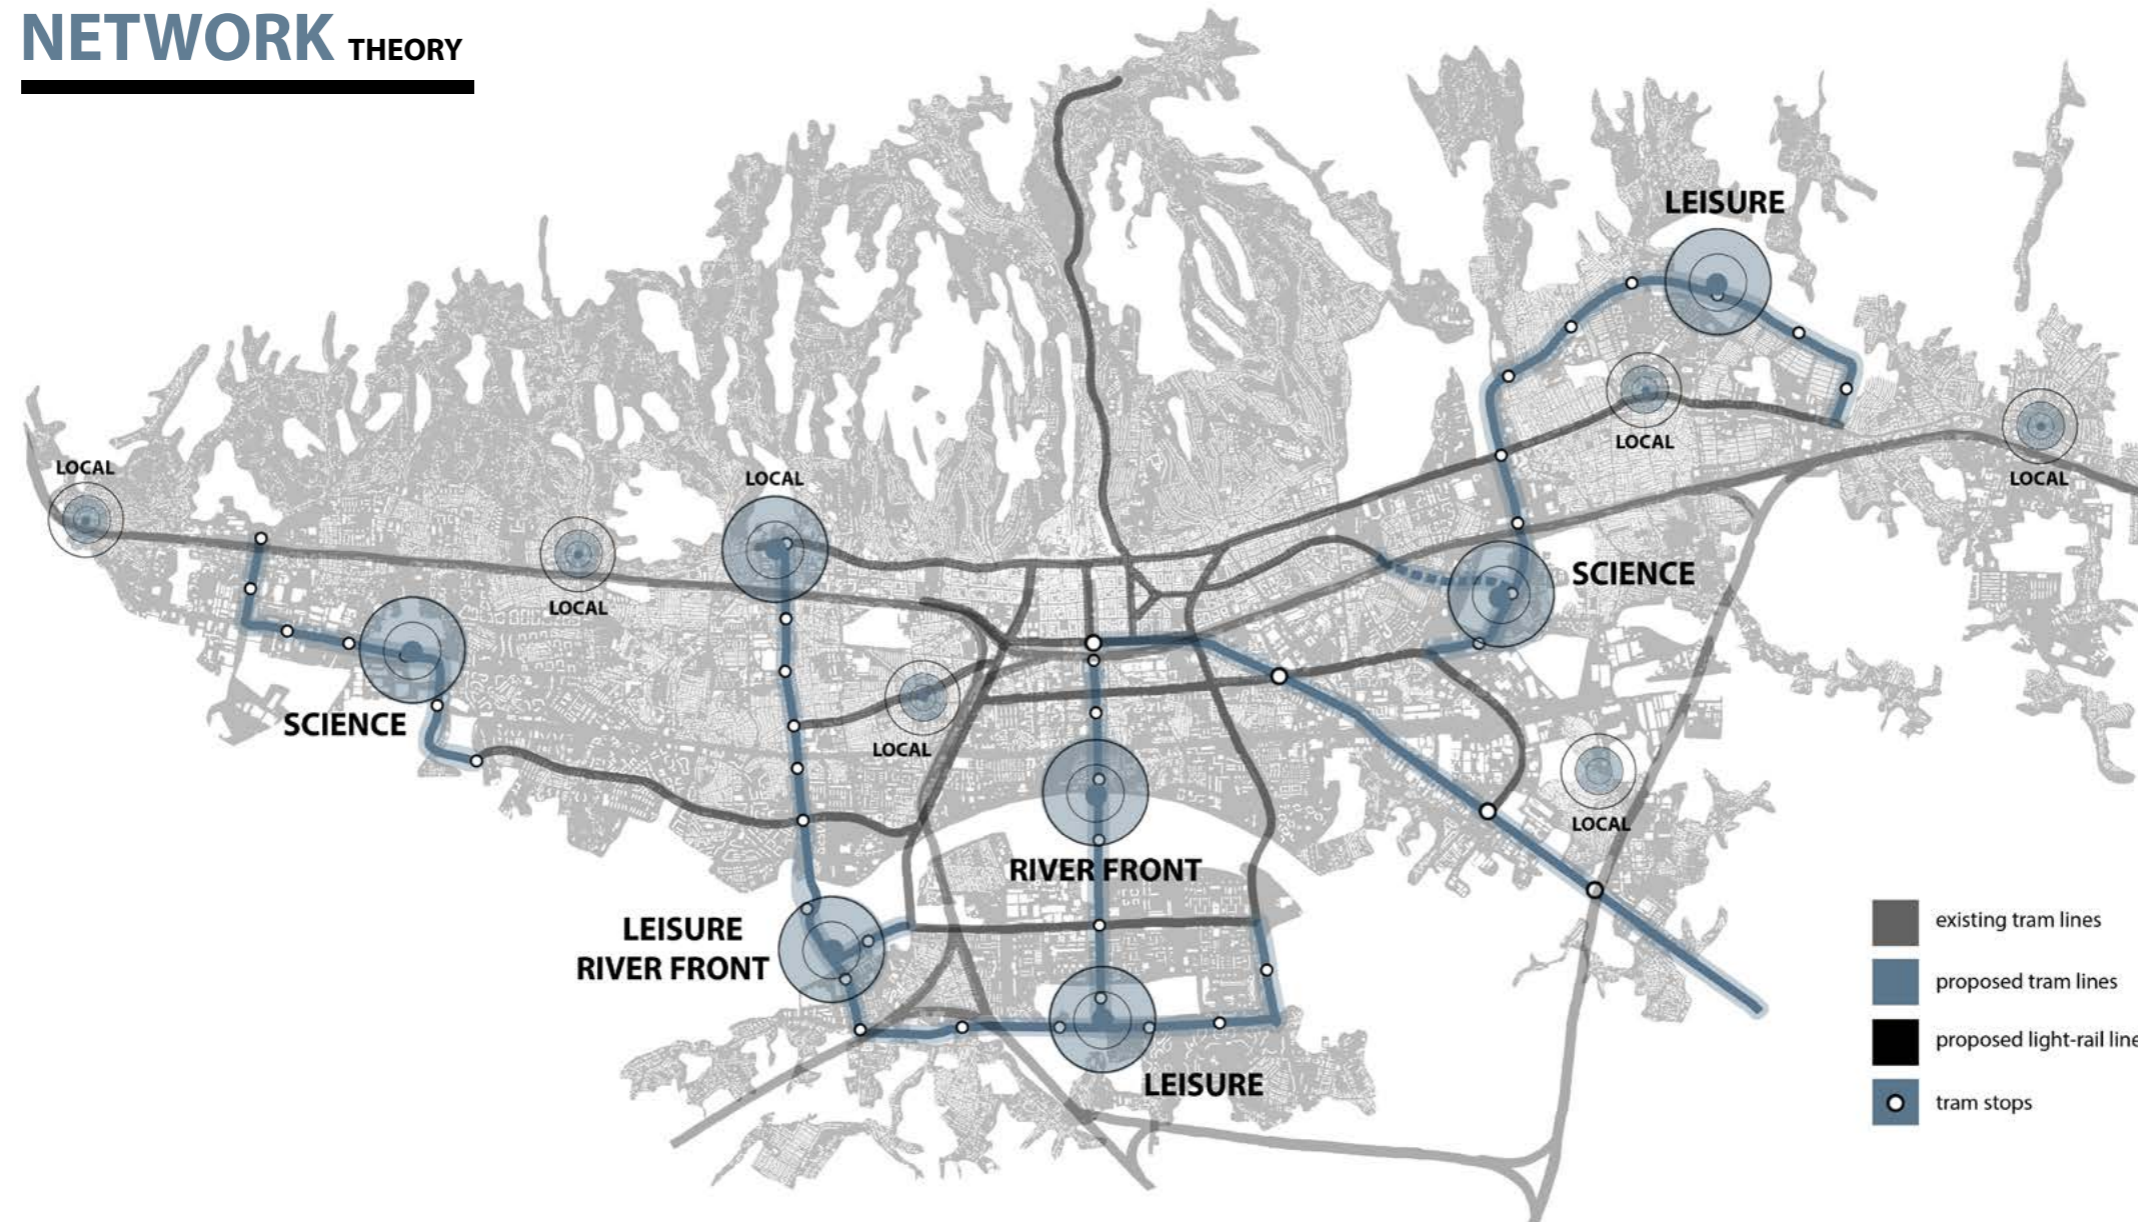 NETWORK THEORY
LEISURE
LOCAL
LOCAL
LOCAL
LOCAL
LOCAL
SCIENCE
LOCAL
SCIENCE
LOCAL
LOCAL
RIVER FRONT
LEISURE
RIVER FRONT
LEISURE
existing tram lines
proposed tram lines
proposed light-rail line
tram stops